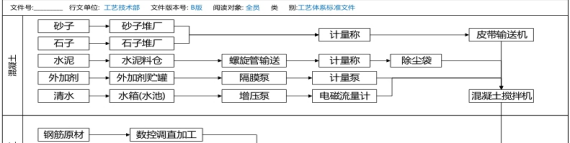 文件号:________ 行文单位: 工艺技术部 文件版本号: B版 阅读对象: 全员 类 别:工艺体系标准文件
砂子 砂子堆厂
石子 石子堆厂 计量称 皮带输送机
混凝土
水泥 水泥料仓 螺旋管输送 计量称 除尘袋
外加剂 外加剂贮罐 隔膜泵 计量泵
清水 水箱(水池) 增压泵 电磁流量计 混凝土搅拌机
钢筋原材 数控调直加工